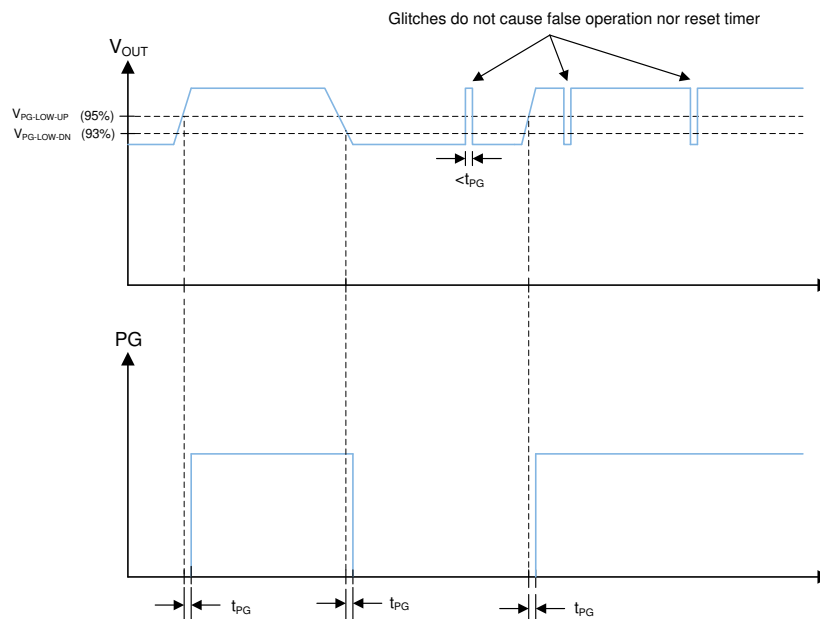 Glitches do not cause false operation nor reset timer
VOUT
VPG-LOW-UP (95%)
VPG-LOW-DN (93%)
<tPG
PG
tPG
tPG
tPG